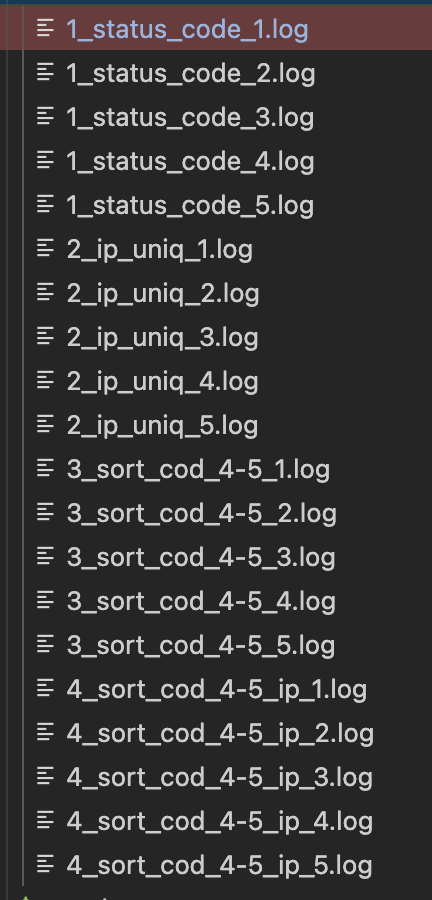 1_status_code_1.log
1_status_code_2.log
1_status_code_3.log
1_status_code_4.log
1_status_code_5.log
2_ip_uniq_1.log
2_ip_uniq_2.log
2_ip_uniq_3.log
2_ip_uniq_4.log
2_ip_uniq_5.log
3_sort_cod_4-5_1.log
3_sort_cod_4-5_2.log
3_sort_cod_4-5_3.log
3_sort_cod_4-5_4.log
3_sort_cod_4-5_5.log
4_sort_cod_4-5_ip_1.log
4_sort_cod_4-5_ip_2.log
4_sort_cod_4-5_ip_3.log
4_sort_cod_4-5_ip_4.log
4_sort_cod_4-5_ip_5.log